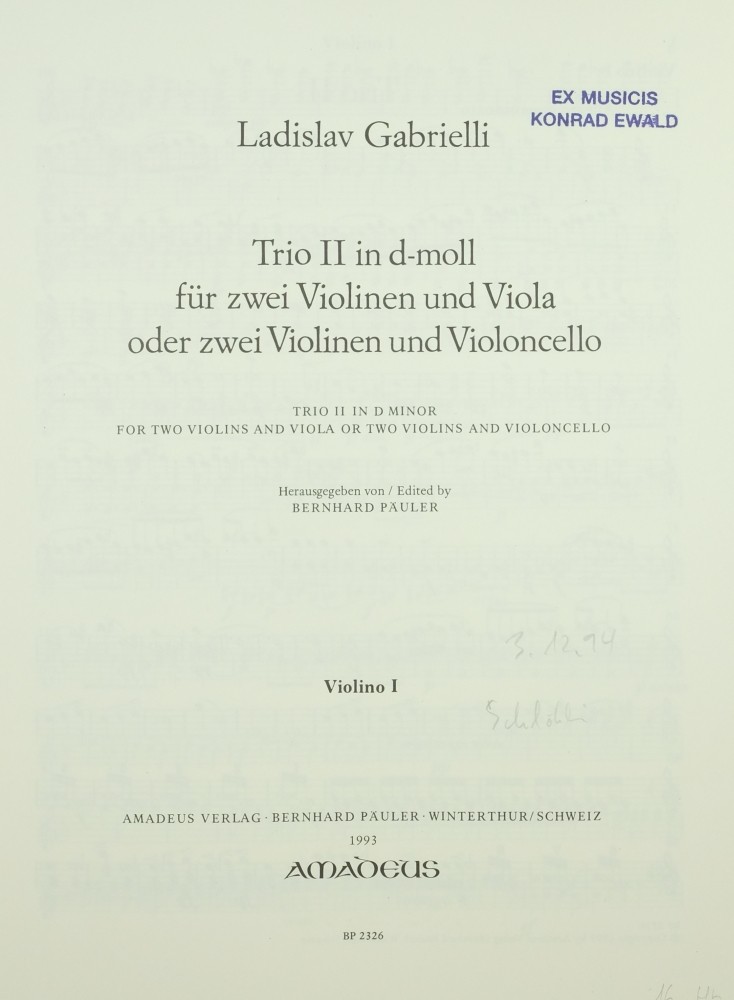 EX MUSICIS
KONRAD EWALD
Ladislav Gabrielli
Trio II in d-moll
für zwei Violinen und Viola
oder zwei Violinen und Violoncello
TRIO II IN D MINOR
FOR TWO VIOLINS AND VIOLA OR TWO VIOLINS AND VIOLONCELLO
Herausgegeben von / Edited by
BERNHARD PÄULER
3.12.94
Violino I
AMADEUS VERLAG · BERNHARD PÄULER · WINTERTHUR/SCHWEIZ
1993
AMADEUS
BP 2326